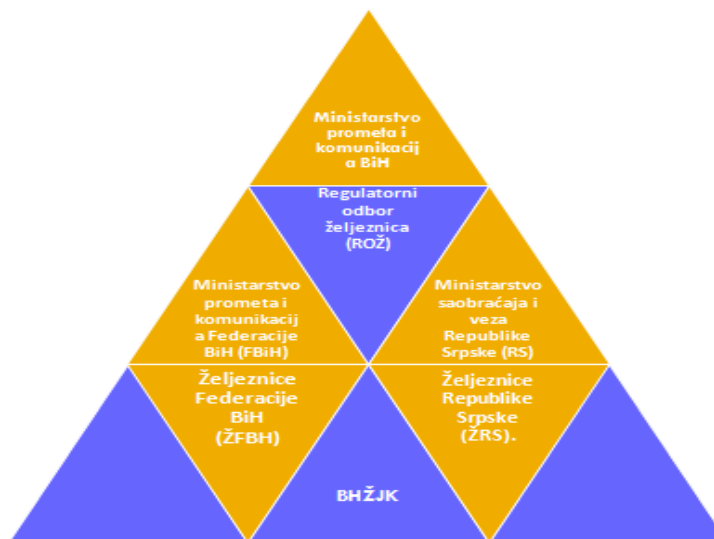 Ministarstvo
prometa i
komunikacij
a BiH
Regulatorni
odbor
željeznica
(ROŽ)
Ministarstvo
prometa i
komunikacij
a Federacije
BiH (FBiH)
Ministarstvo
saobraćaja i
veza
Republike
Srpske (RS)
Željeznice
Federacije
BiH
(ŽFBH)
Željeznice
Republike
Srpske
(ŽRS).
BHŽJK